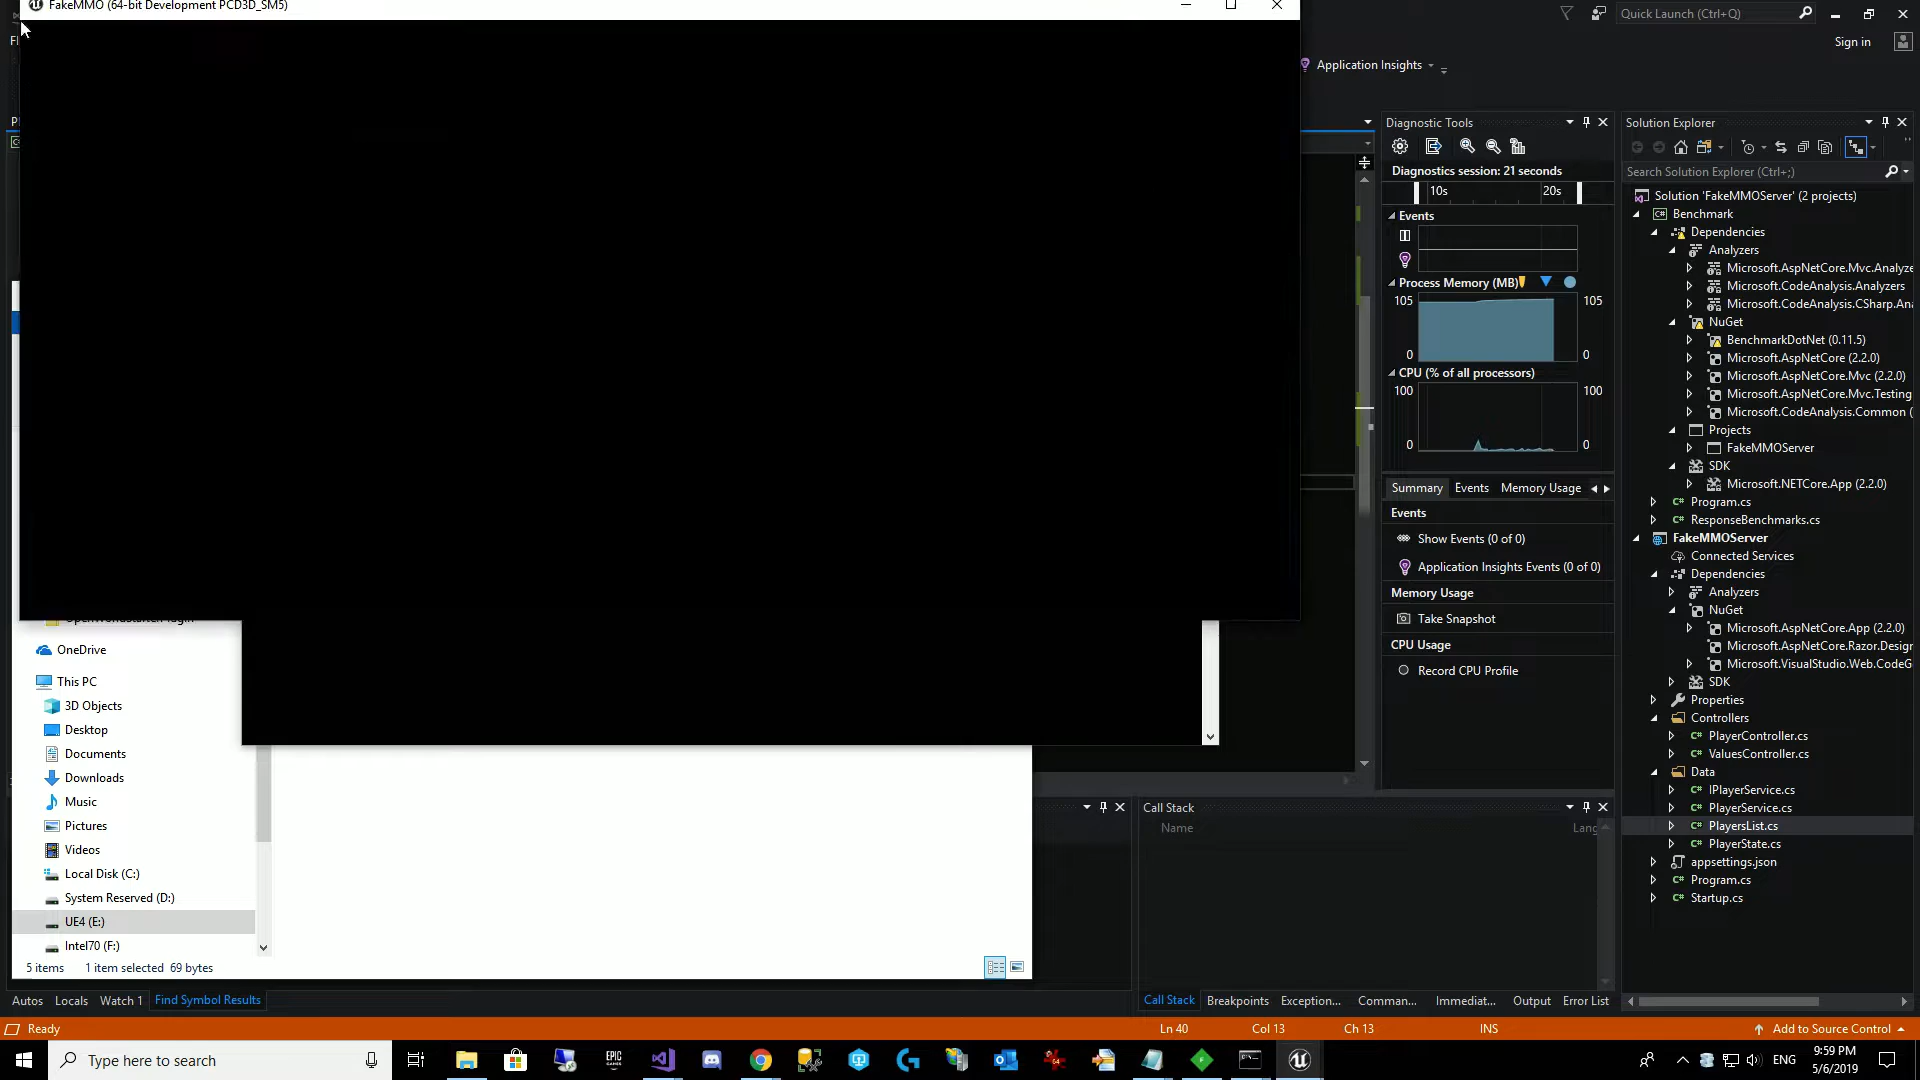 FakeMMO (64-bit Development PCD3D_SM5)
Quick Launch (Ctrl+Q)
Sign in
Application Insights
Diagnostic Tools
Diagnostics session: 21 seconds
10s 20s
Events
Process Memory (MB)
105 105
0 0
CPU (% of all processors)
100 100
0 0
Summary Events Memory Usage
Events
Show Events (0 of 0)
Application Insights Events (0 of 0)
Memory Usage
Take Snapshot
CPU Usage
Record CPU Profile
Solution Explorer
Search Solution Explorer (Ctrl+;)
Solution 'FakeMMOServer' (2 projects)
Benchmark
Dependencies
Analyzers
Microsoft.AspNetCore.Mvc.Analyze
Microsoft.CodeAnalysis.Analyzers
Microsoft.CodeAnalysis.CSharp.An
NuGet
BenchmarkDotNet (0.11.5)
Microsoft.AspNetCore (2.2.0)
Microsoft.AspNetCore.Mvc (2.2.0)
Microsoft.AspNetCore.Mvc.Testing
Microsoft.CodeAnalysis.Common (
Projects
FakeMMOServer
SDK
Microsoft.NETCore.App (2.2.0)
Program.cs
ResponseBenchmarks.cs
FakeMMOServer
Connected Services
Dependencies
Analyzers
NuGet
Microsoft.AspNetCore.App (2.2.0)
Microsoft.AspNetCore.Razor.Desigr
Microsoft.VisualStudio.Web.CodeG
SDK
Properties
Controllers
PlayerController.cs
ValuesController.cs
Data
IPlayerService.cs
PlayerService.cs
PlayersList.cs
PlayerState.cs
appsettings.json
Program.cs
Startup.cs
OneDrive
This PC
3D Objects
Desktop
Documents
Downloads
Music
Pictures
Videos
Local Disk (C:)
System Reserved (D:)
UE4 (E:)
Intel70 (F:)
5 items 1 item selected 69 bytes
Autos Locals Watch 1 Find Symbol Results
Call Stack
Name Lang
Call Stack Breakpoints Exception... Comman... Immediat... Output Error List
Ready Ln 40 Col 13 Ch 13 INS Add to Source Control
Type here to search
EPIC GAMES
ENG
9:59 PM
5/6/2019